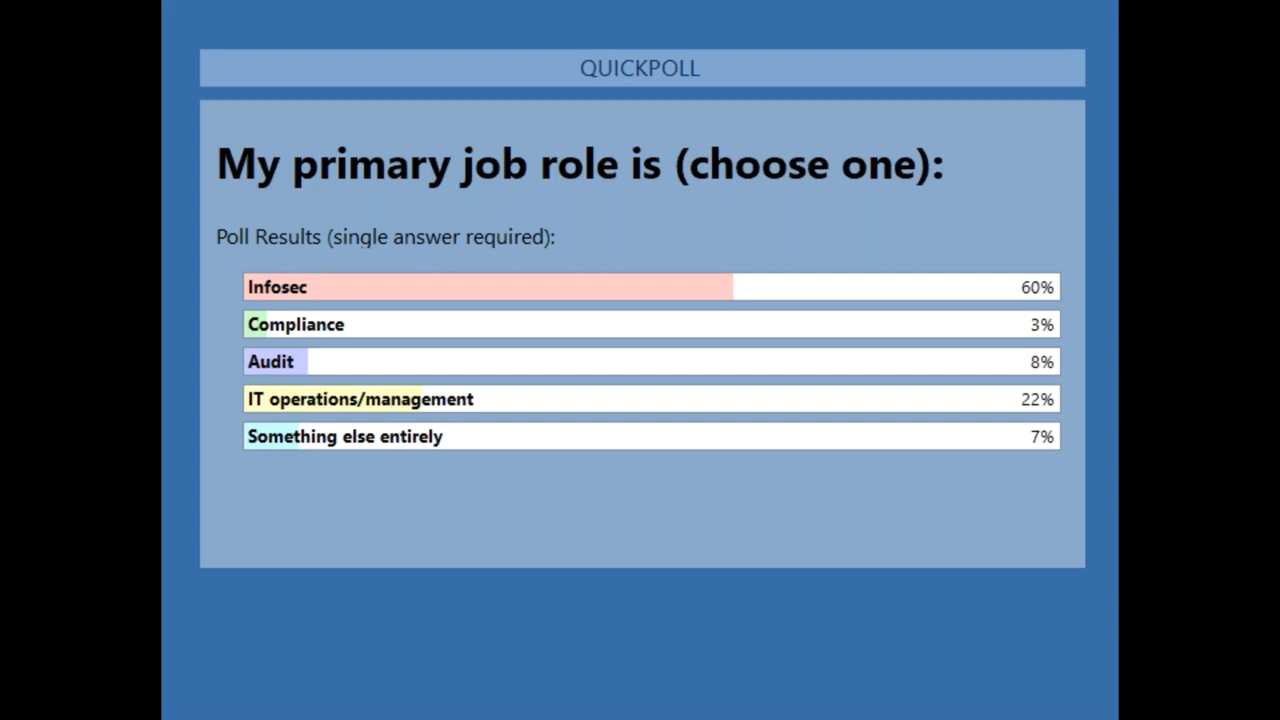 QUICKPOLL
My primary job role is (choose one):
Poll Results (single answer required):
Infosec 60%
Compliance 3%
Audit 8%
IT operations/management 22%
Something else entirely 7%